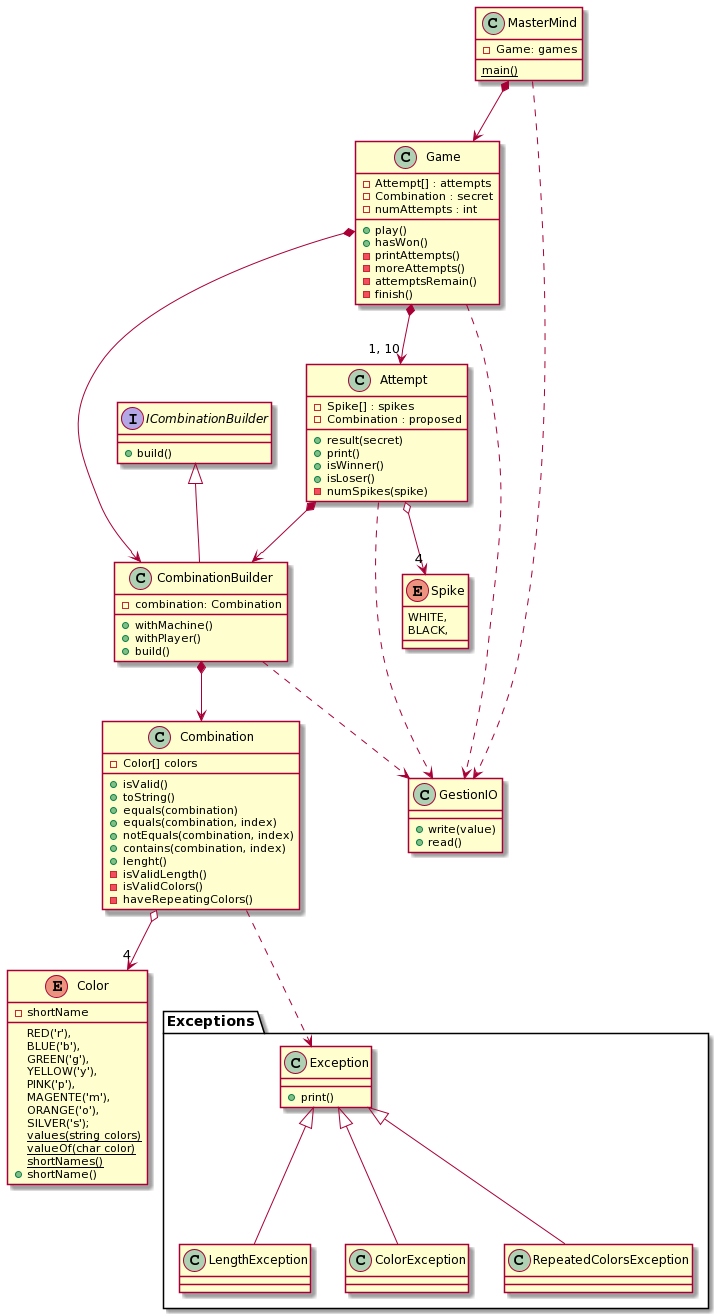 C MasterMind
Game: games
main()
C Game
Attempt[] : attempts
Combination : secret
numAttempts : int
play()
hasWon()
printAttempts()
moreAttempts()
attemptsRemain()
finish()
1, 10
C Attempt
Spike[] : spikes
Combination : proposed
result(secret)
print()
isWinner()
isLoser()
numSpikes(spike)
I ICombinationBuilder
build()
4
C CombinationBuilder
combination: Combination
withMachine()
withPlayer()
build()
E Spike
WHITE,
BLACK,
C Combination
Color[] colors
isValid()
toString()
equals(combination)
equals(combination, index)
notEquals(combination, index)
contains(combination, index)
lenght()
isValidLength()
isValidColors()
haveRepeatingColors()
C GestionIO
write(value)
read()
4
E Color
shortName
RED('r'),
BLUE('b'),
GREEN('g'),
YELLOW('y'),
PINK('p'),
MAGENTE('m'),
ORANGE('o'),
SILVER('s');
values(string colors)
valueOf(char color)
shortNames()
shortName()
Exceptions
C Exception
print()
C LengthException
C ColorException
C RepeatedColorsException